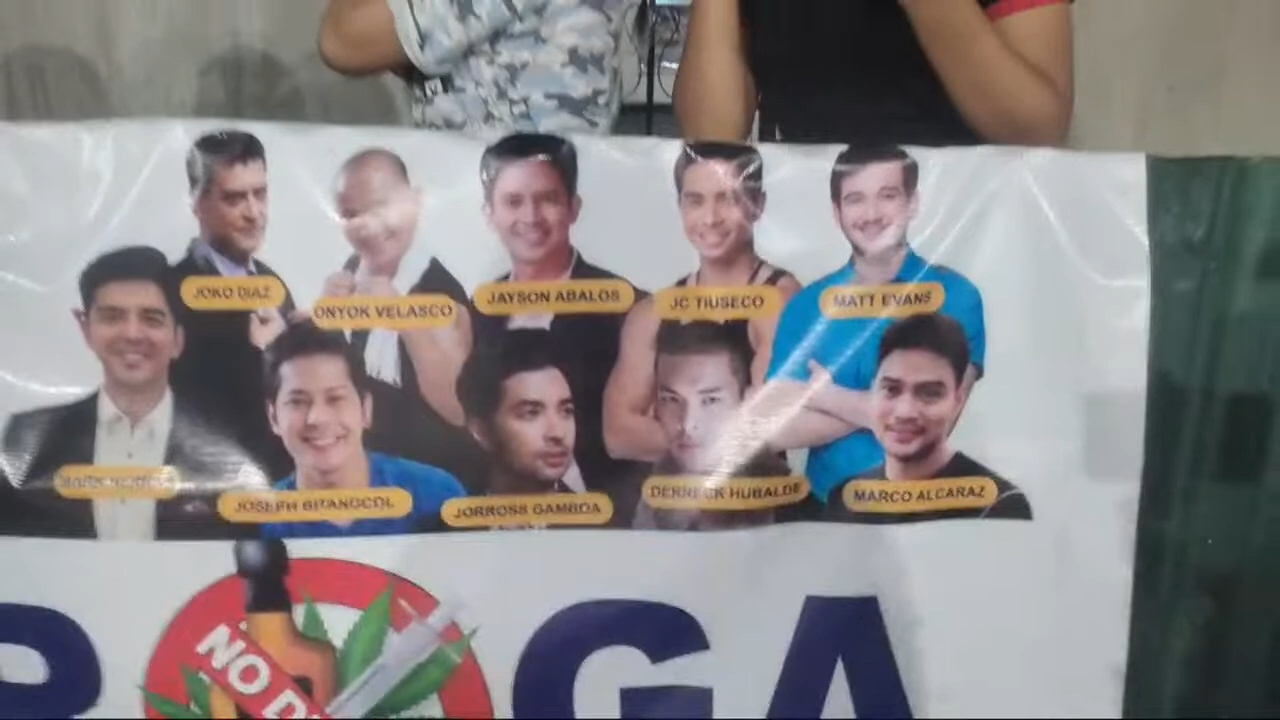 JOKO DIAZ
ONYOK VELASCO
JAYSON ABALOS
JC TIUSECO
MATT EVANS
JOSEPH BITANGCOL
JORROSS GAMBOA
DERRICK HUBALDE
MARCO ALCARAZ
NO D
GA